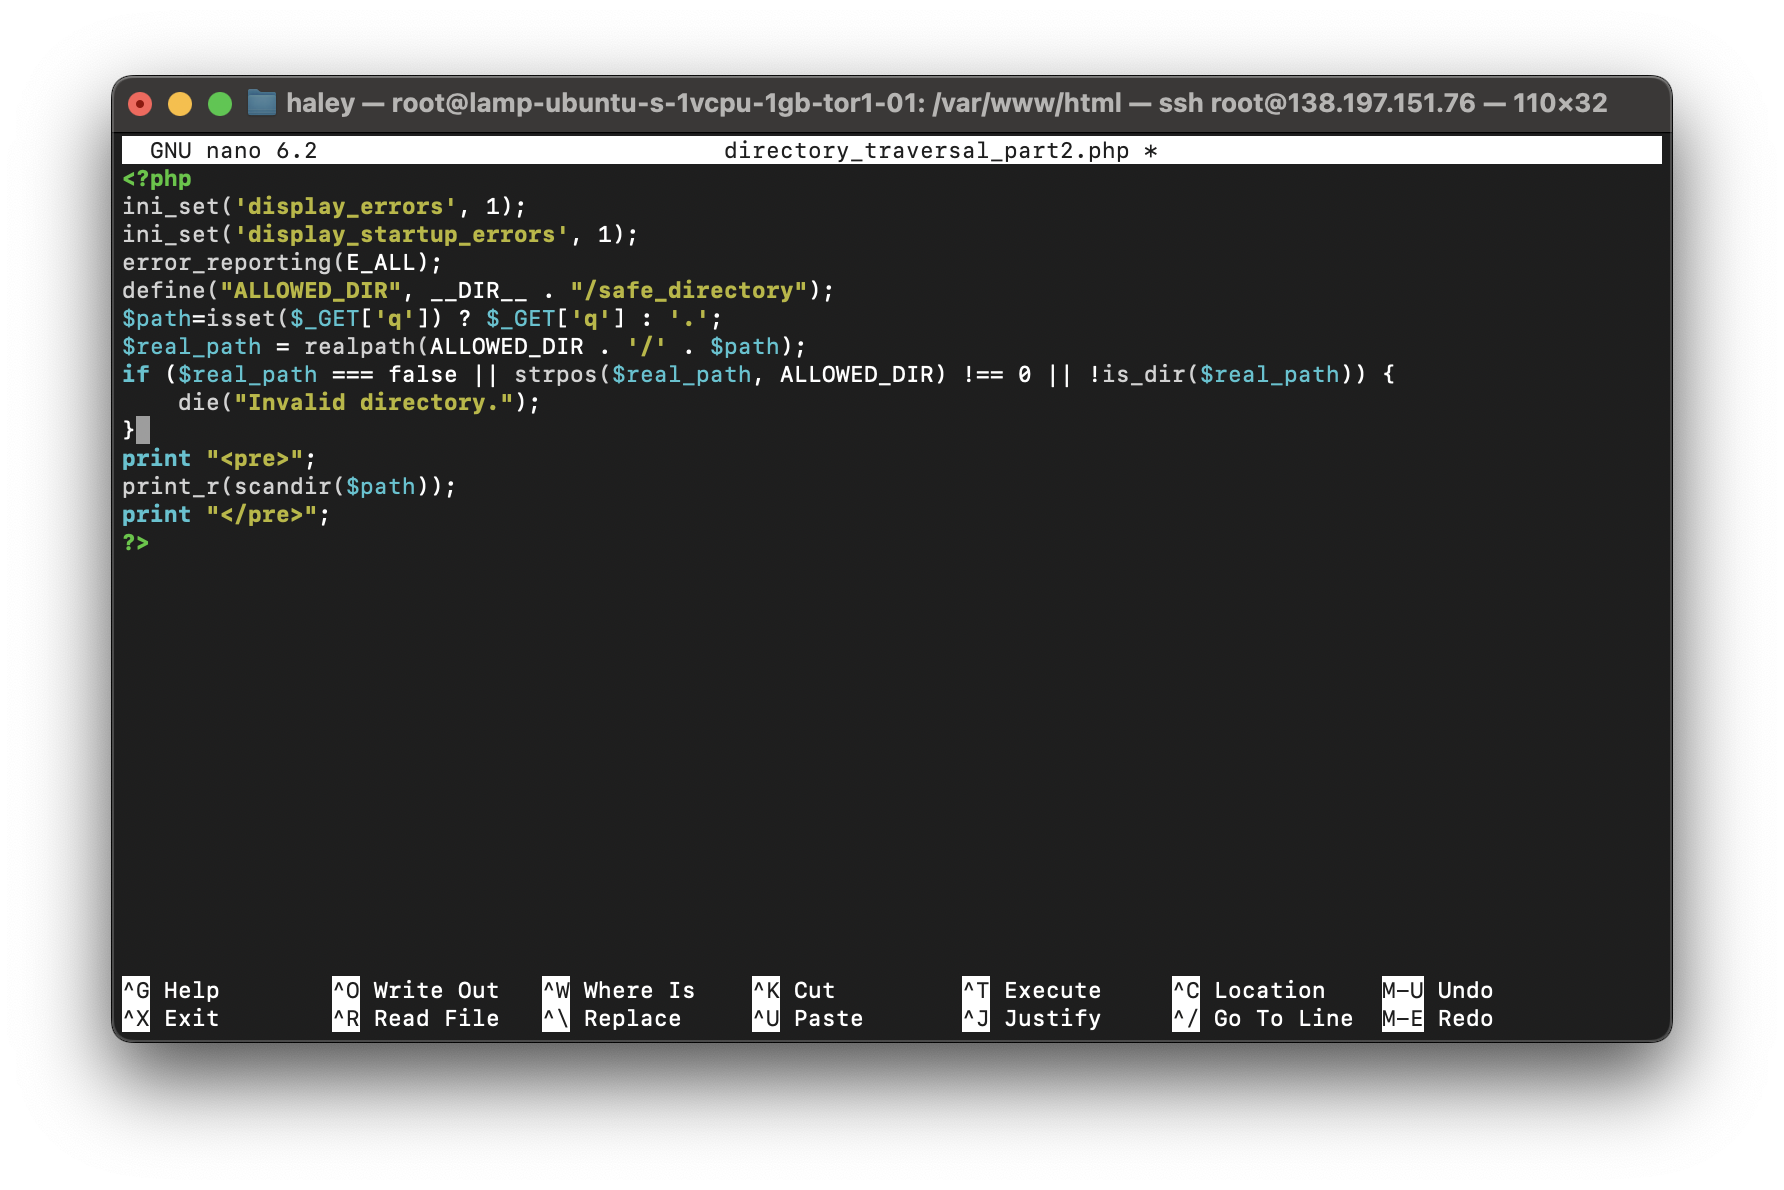 haley — root@lamp-ubuntu-s-1vcpu-1gb-tor1-01: /var/www/html — ssh root@138.197.151.76 — 110×32
GNU nano 6.2 directory_traversal_part2.php *
<?php
ini_set('display_errors', 1);
ini_set('display_startup_errors', 1);
error_reporting(E_ALL);
define("ALLOWED_DIR", __DIR__ . "/safe_directory");
$path=isset($_GET['q']) ? $_GET['q'] : '.';
$real_path = realpath(ALLOWED_DIR . '/' . $path);
if ($real_path === false || strpos($real_path, ALLOWED_DIR) !== 0 || !is_dir($real_path)) {
    die("Invalid directory.");
}
print "<pre>";
print_r(scandir($path));
print "</pre>";
?>
^G Help ^O Write Out ^W Where Is ^K Cut ^T Execute ^C Location M-U Undo
^X Exit ^R Read File ^\ Replace ^U Paste ^J Justify ^/ Go To Line M-E Redo